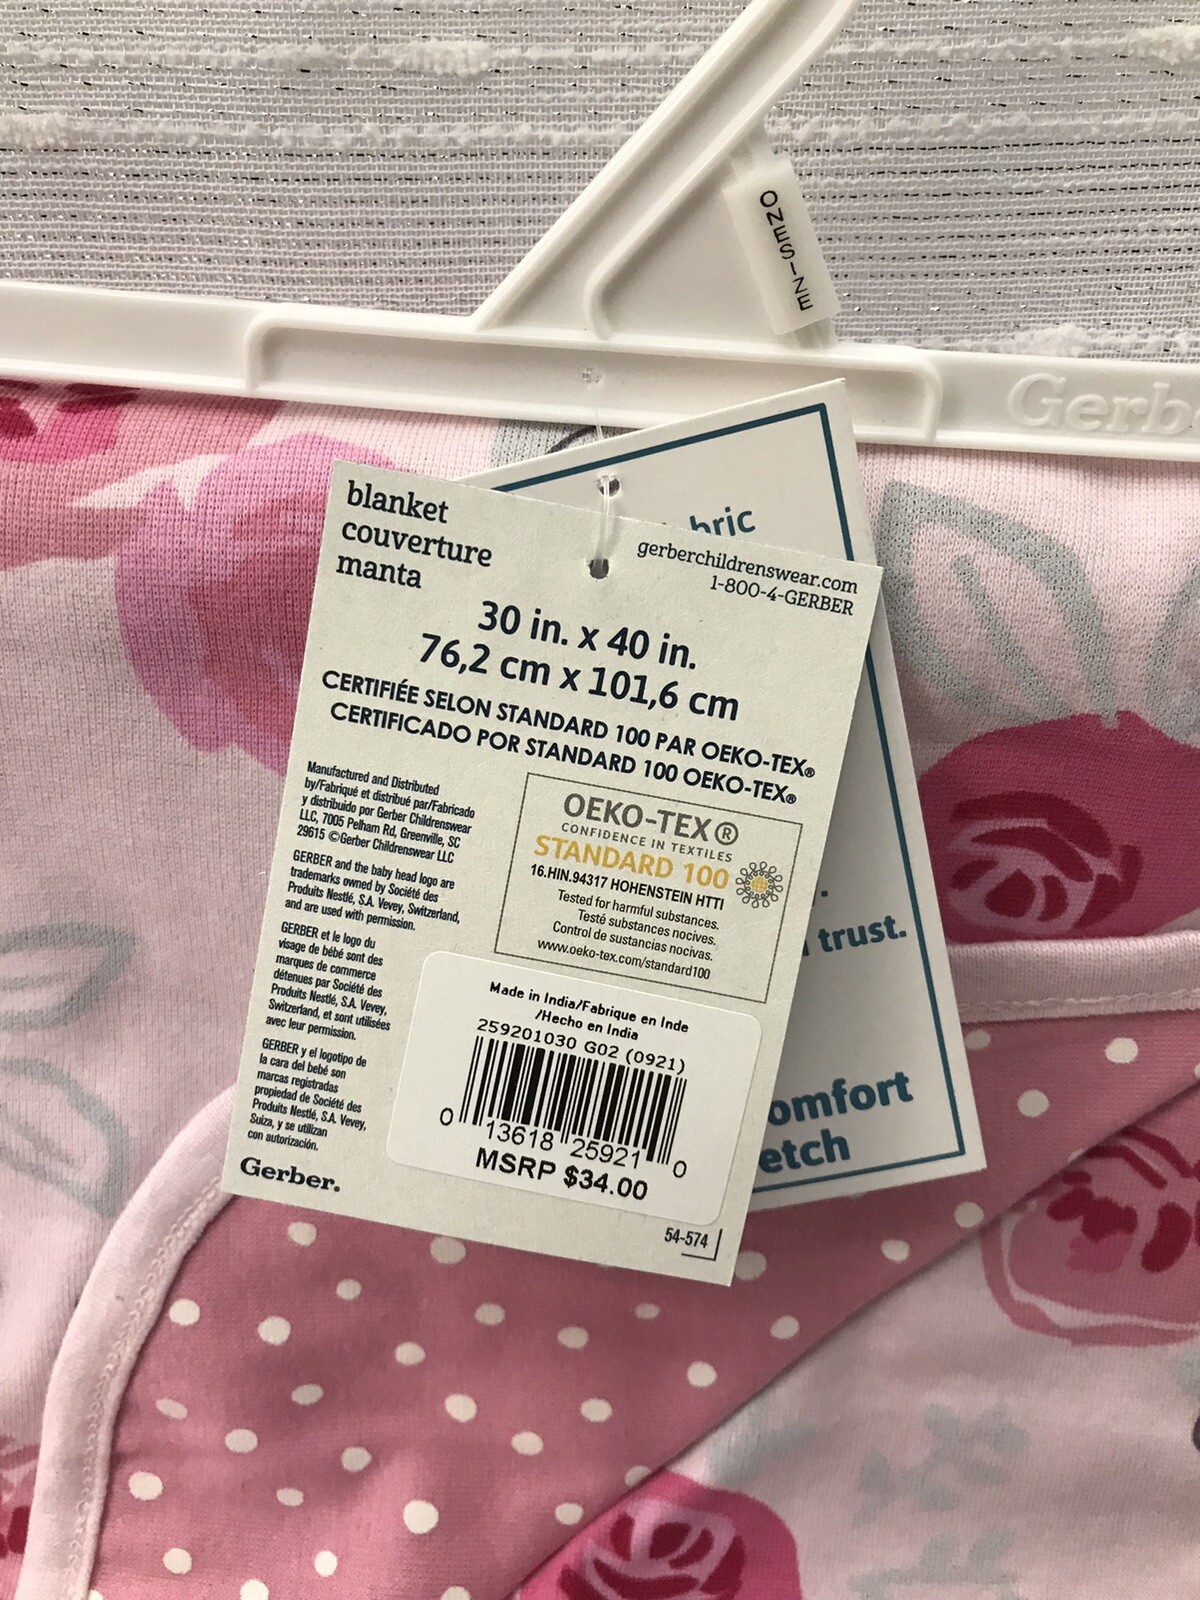 ONESIZE
Gerb
bric
blanket
couverture
manta
gerberchildrenswear.com
1-800-4-GERBER
30 in. x 40 in.
76,2 cm x 101,6 cm
CERTIFIÉE SELON STANDARD 100 PAR OEKO-TEX®
CERTIFICADO POR STANDARD 100 OEKO-TEX®
Manufactured and Distributed
by/Fabriqué et distribué par/Fabricado
y distribuido por Gerber Childrenswear
LLC, 7005 Pelham Rd, Greenville, SC
29615 ©Gerber Childrenswear LLC
GERBER and the baby head logo are
trademarks owned by Société des
Produits Nestlé, S.A. Vevey, Switzerland,
and are used with permission.
GERBER et le logo du
visage de bébé sont des
marques de commerce
détenues par Société des
Produits Nestlé, S.A. Vevey,
Switzerland, et sont utilisées
avec leur permission.
GERBER y el logotipo de
la cara del bebé son
marcas registradas
propiedad de Société des
Produits Nestlé, S.A. Vevey,
Suiza, y se utilizan
con autorización.
Gerber.
OEKO-TEX®
CONFIDENCE IN TEXTILES
STANDARD 100
16.HIN.94317 HOHENSTEIN HTTI
Tested for harmful substances.
Testé substances nocives.
Control de sustancias nocivas.
www.oeko-tex.com/standard100
Made in India/Fabrique en Inde
/Hecho en India
259201030 G02 (0921)
0 13618 25921 0
MSRP $34.00
54-574
trust.
omfort
etch